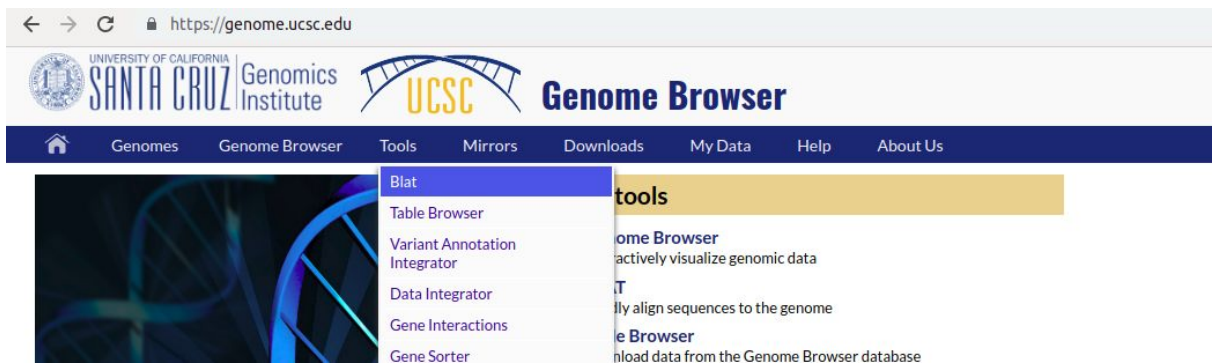 https://genome.ucsc.edu
UNIVERSITY OF CALIFORNIA
SANTA CRUZ
Genomics
Institute
UCSC
Genome Browser
Genomes Genome Browser Tools Mirrors Downloads My Data Help About Us
Blat
Table Browser
Variant Annotation
Integrator
Data Integrator
Gene Interactions
Gene Sorter
tools
ome Browser
ractively visualize genomic data
AT
dly align sequences to the genome
le Browser
nload data from the Genome Browser database